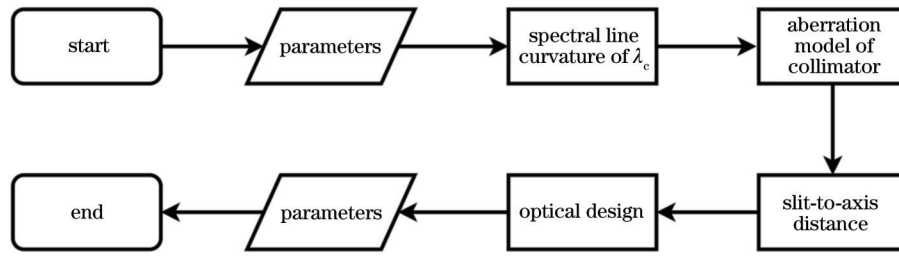 start
parameters
spectral line
curvature of λc
aberration
model of
collimator
end
parameters
optical design
slit-to-axis
distance